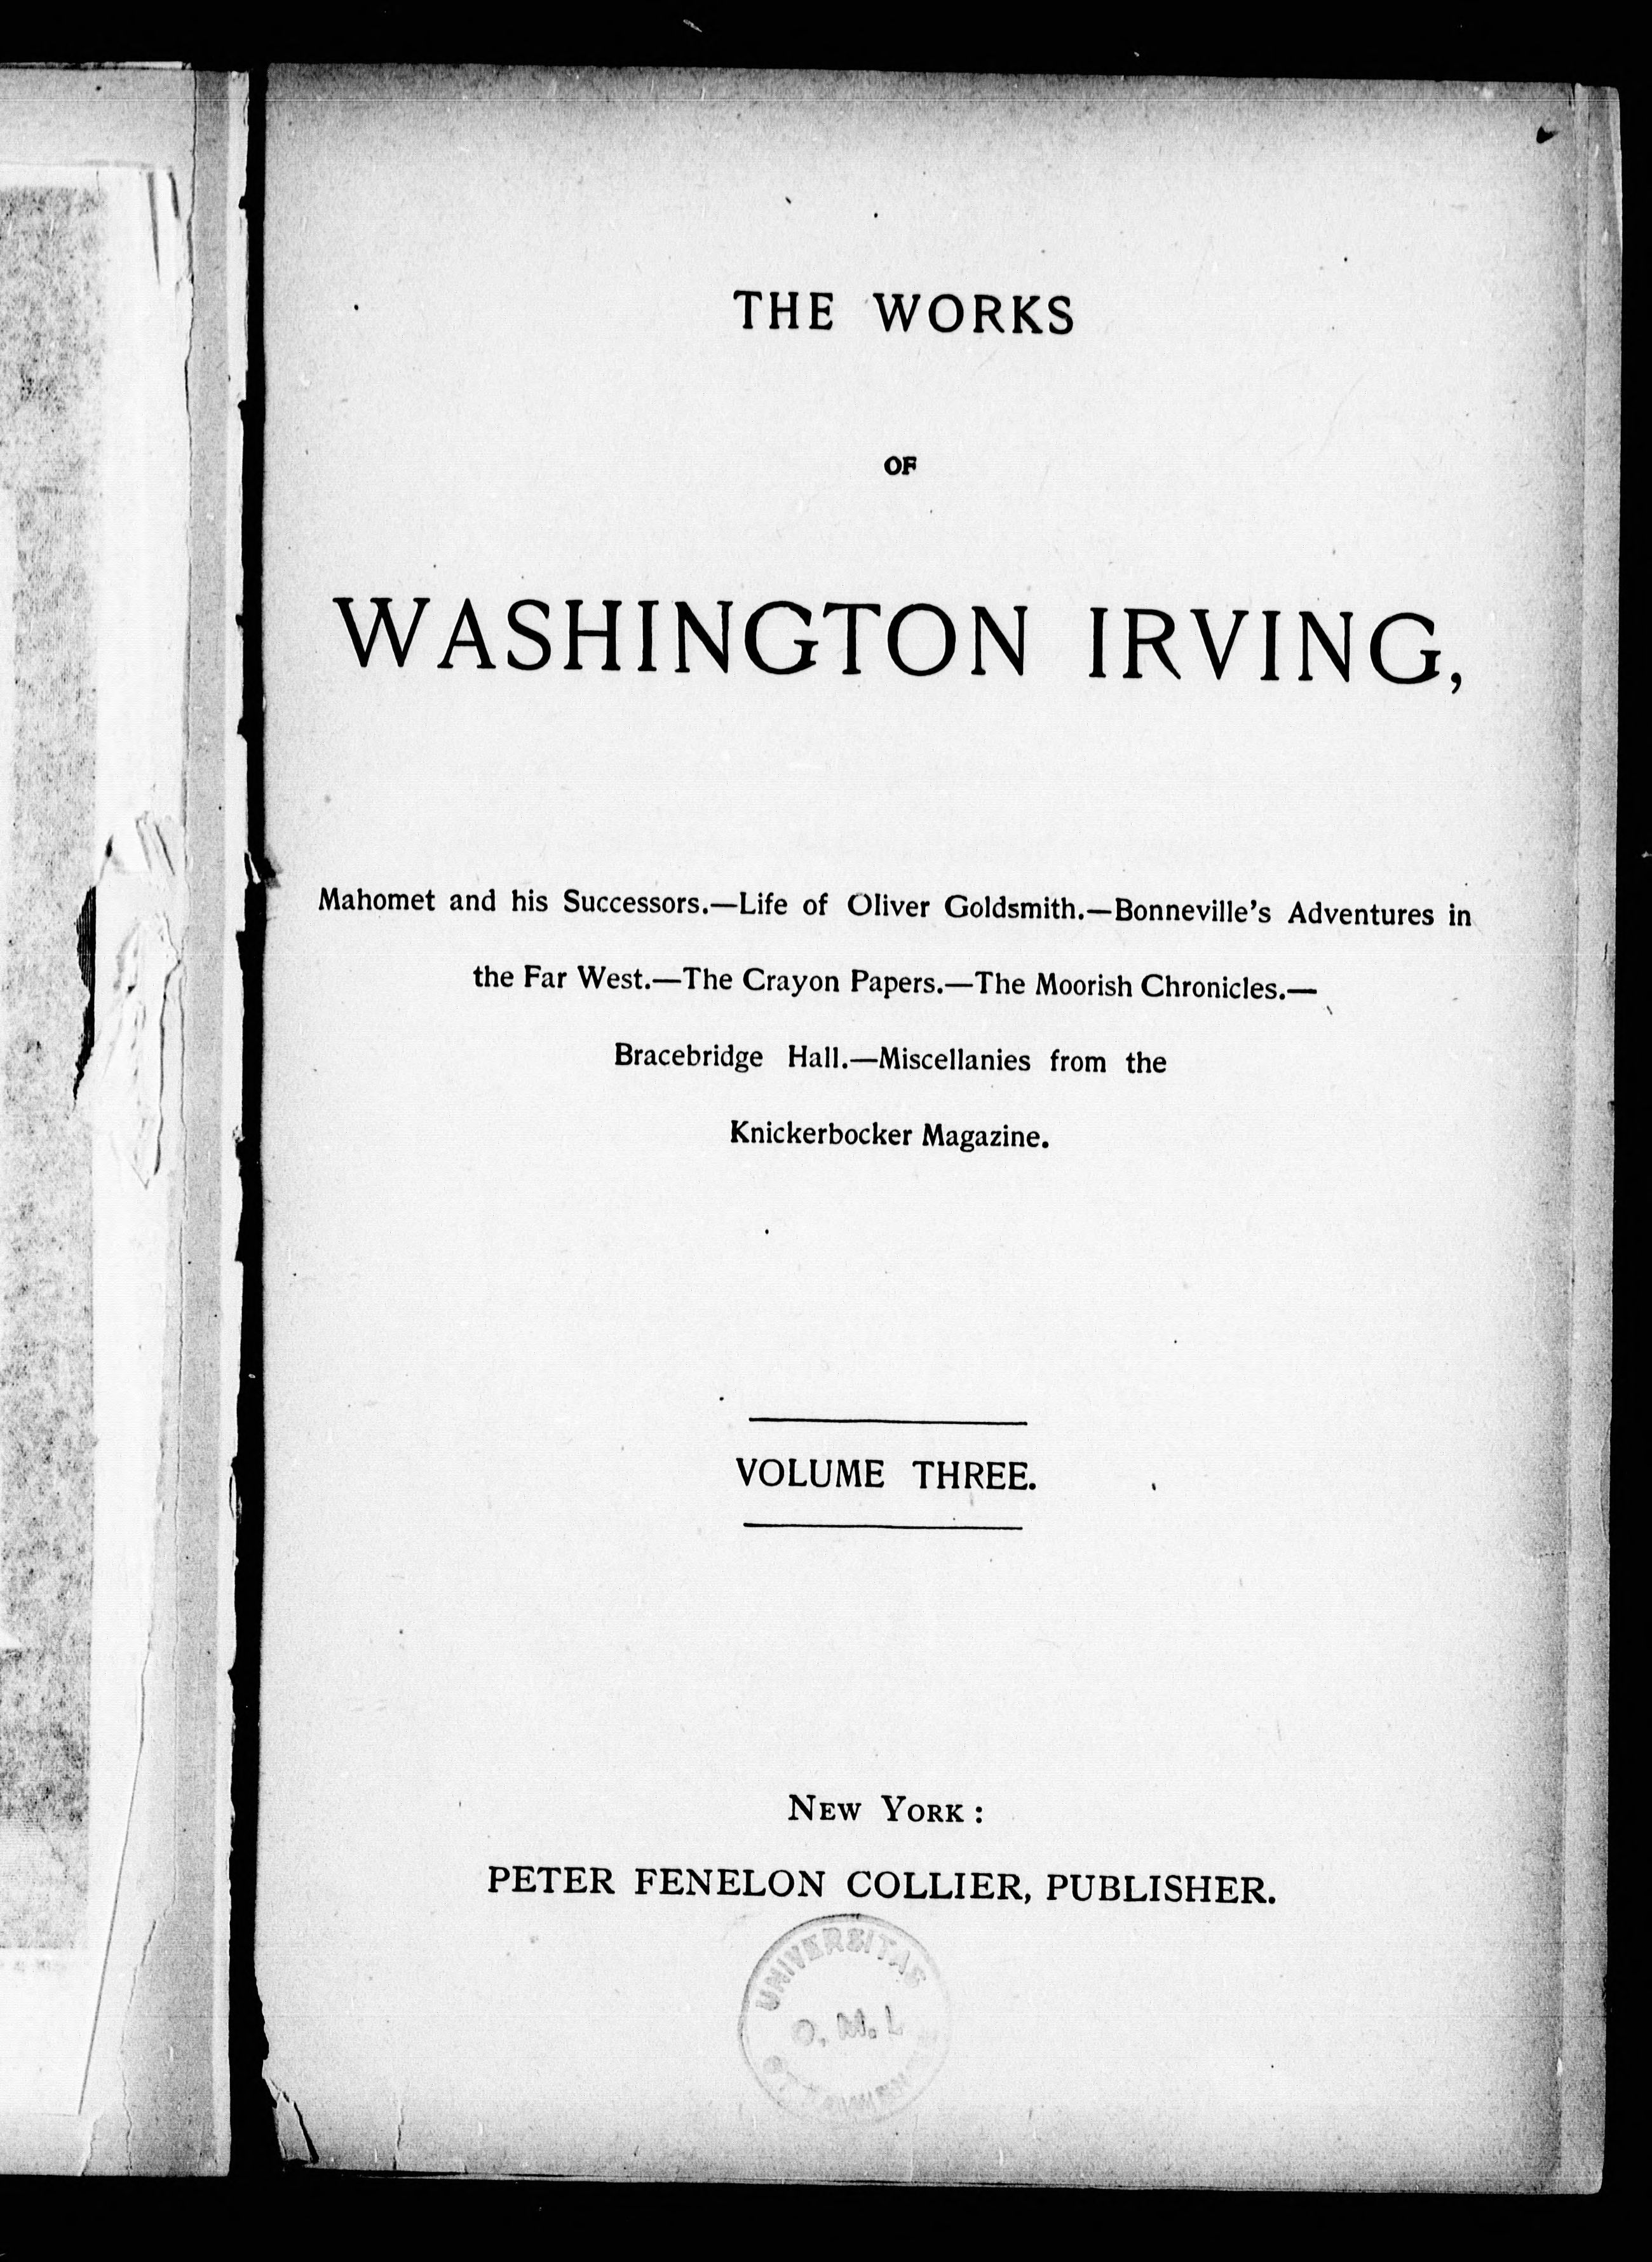 THE WORKS
OF
WASHINGTON IRVING,
Mahomet and his Successors.—Life of Oliver Goldsmith.—Bonneville's Adventures in
the Far West.—The Crayon Papers.—The Moorish Chronicles.—
Bracebridge Hall.—Miscellanies from the
Knickerbocker Magazine.
VOLUME THREE.
NEW YORK:
PETER FENELON COLLIER, PUBLISHER.
UNIVERSITAS
O. M. I.